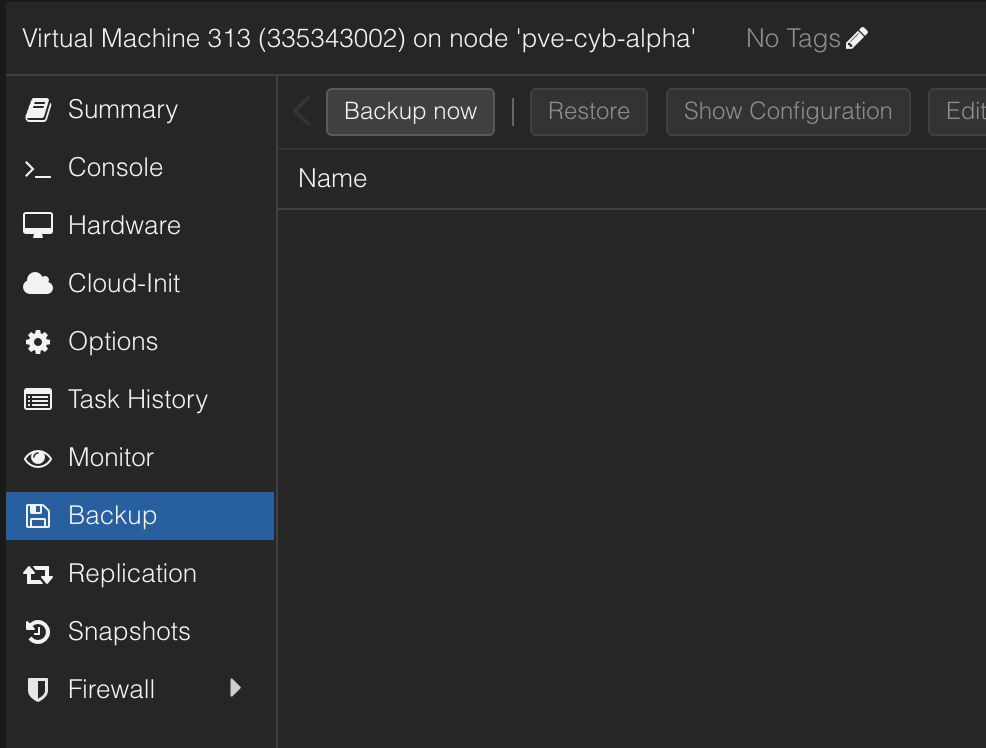 Virtual Machine 313 (335343002) on node 'pve-cyb-alpha' No Tags
Summary
Console
Hardware
Cloud-Init
Options
Task History
Monitor
Backup
Replication
Snapshots
Firewall
Backup now | Restore Show Configuration Edit
Name